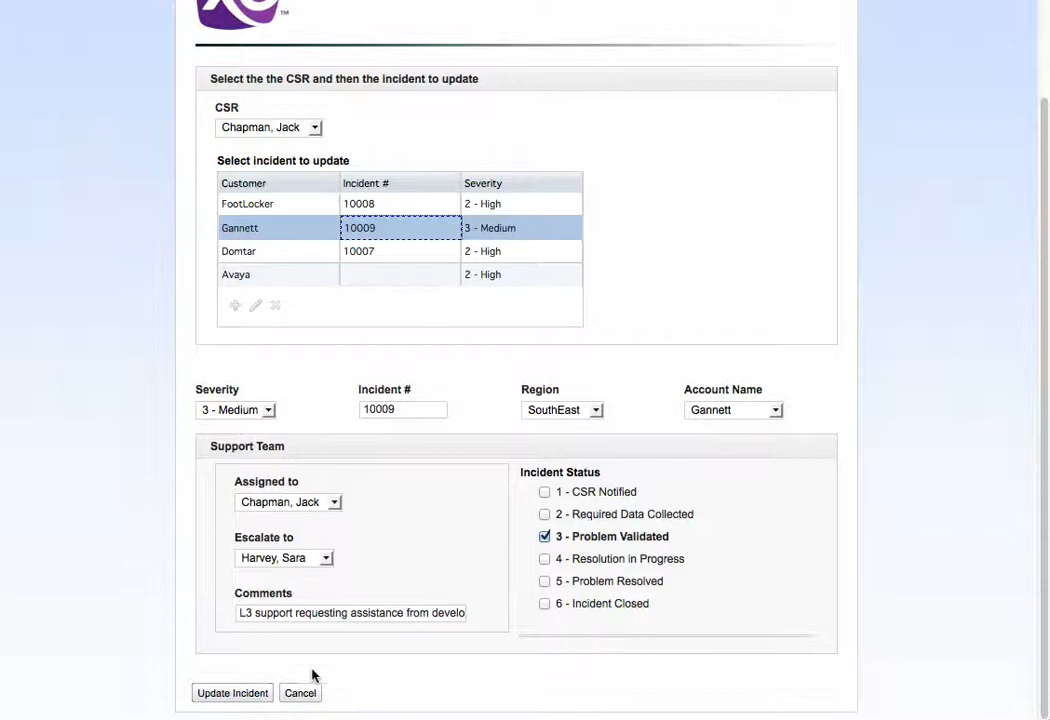 XO™
Select the the CSR and then the incident to update
CSR
Chapman, Jack
Select incident to update
Customer Incident # Severity
FootLocker 10008 2 - High
Gannett 10009 3 - Medium
Domtar 10007 2 - High
Avaya 2 - High
Severity Incident # Region Account Name
3 - Medium 10009 SouthEast Gannett
Support Team
Assigned to
Chapman, Jack
Escalate to
Harvey, Sara
Comments
L3 support requesting assistance from develo
Incident Status
1 - CSR Notified
2 - Required Data Collected
3 - Problem Validated
4 - Resolution in Progress
5 - Problem Resolved
6 - Incident Closed
Update Incident Cancel